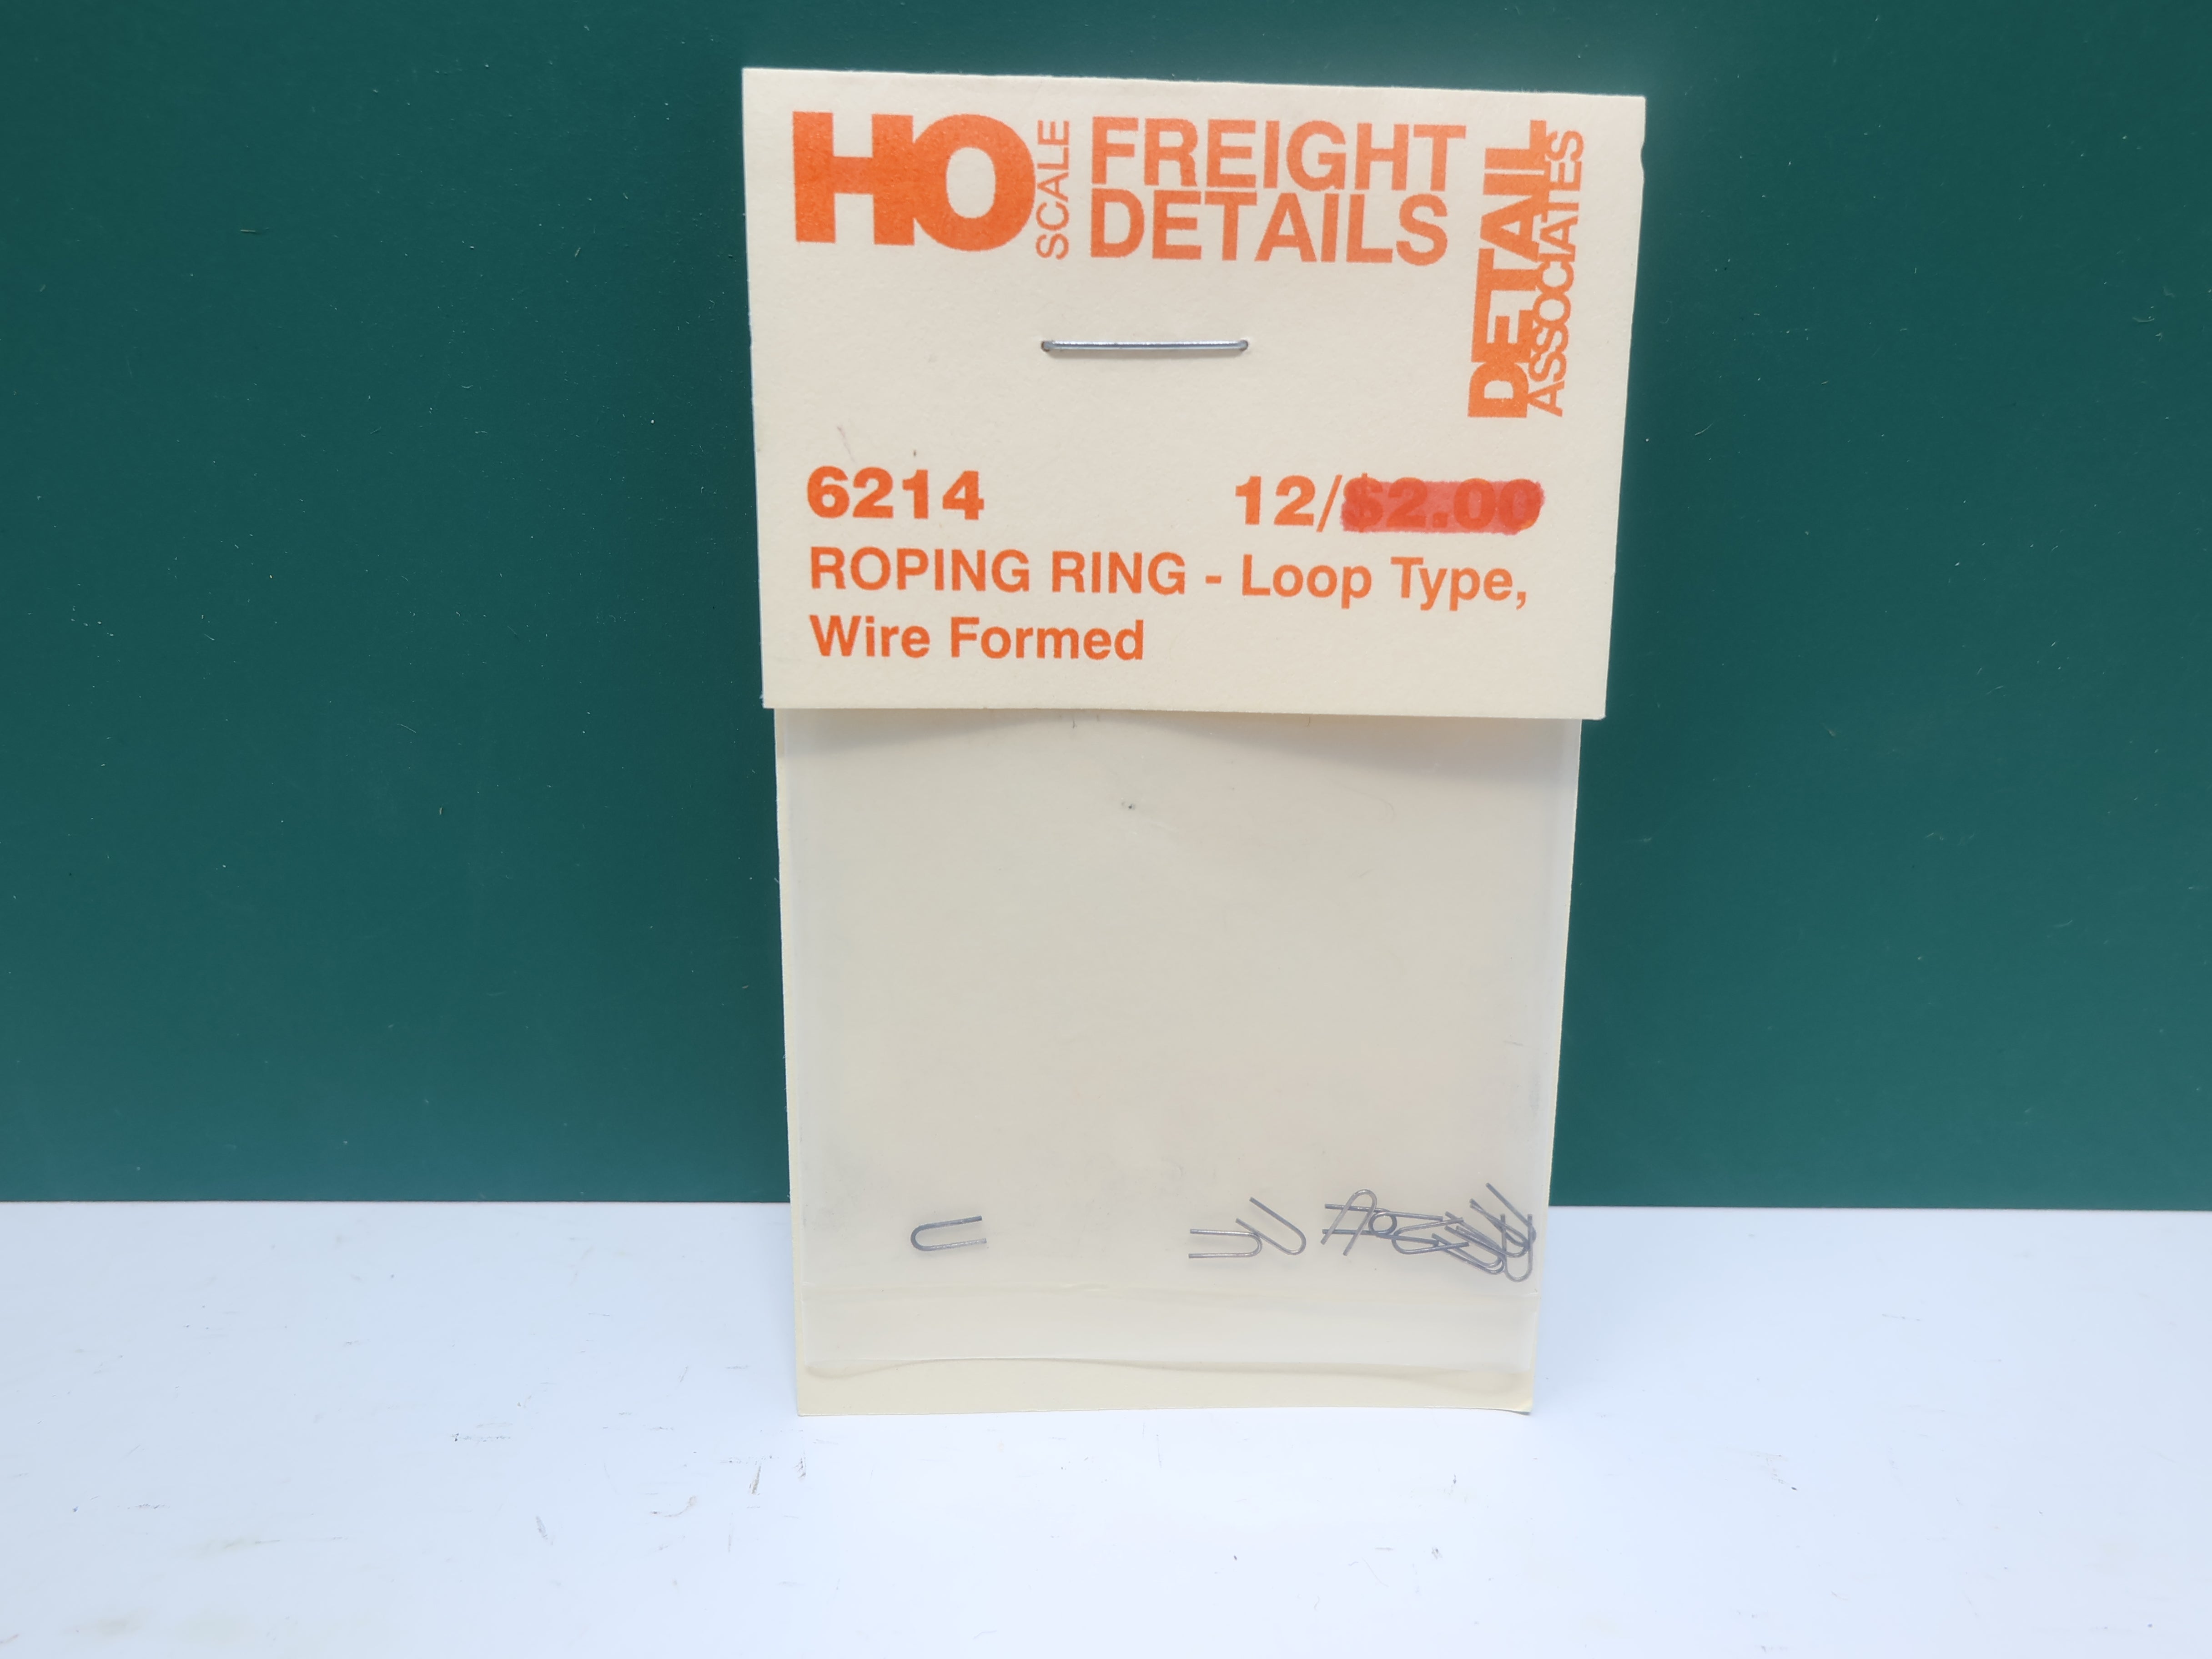 HO SCALE FREIGHT
DETAILS
DETAIL
ASSOCIATES
6214 12/$2.00
ROPING RING - Loop Type,
Wire Formed